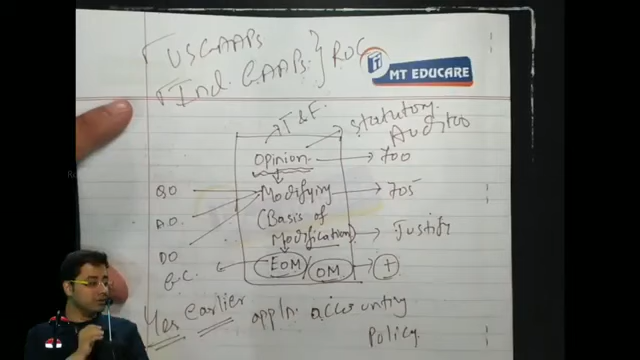 US GAAPs
Ind. GAAPs } ROC
MT EDUCARE
T & F.
Statutory
Auditor
Opinion → 700
QO
Modifying → 705
AO
(Basis of
Modification) → Justify
DO
G.C. EOM / OM → +
Yes earlier appln. accounting
Policy